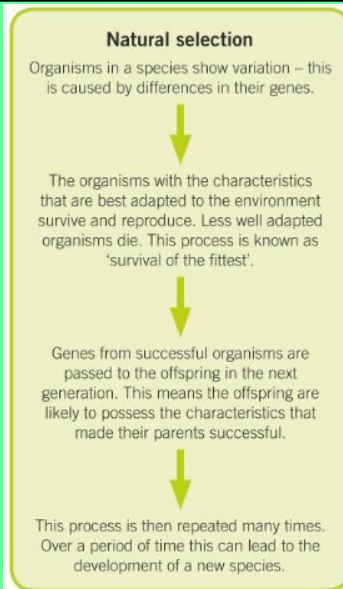 Natural selection
Organisms in a species show variation – this
is caused by differences in their genes.
The organisms with the characteristics
that are best adapted to the environment
survive and reproduce. Less well adapted
organisms die. This process is known as
‘survival of the fittest’.
Genes from successful organisms are
passed to the offspring in the next
generation. This means the offspring are
likely to possess the characteristics that
made their parents successful.
This process is then repeated many times.
Over a period of time this can lead to the
development of a new species.